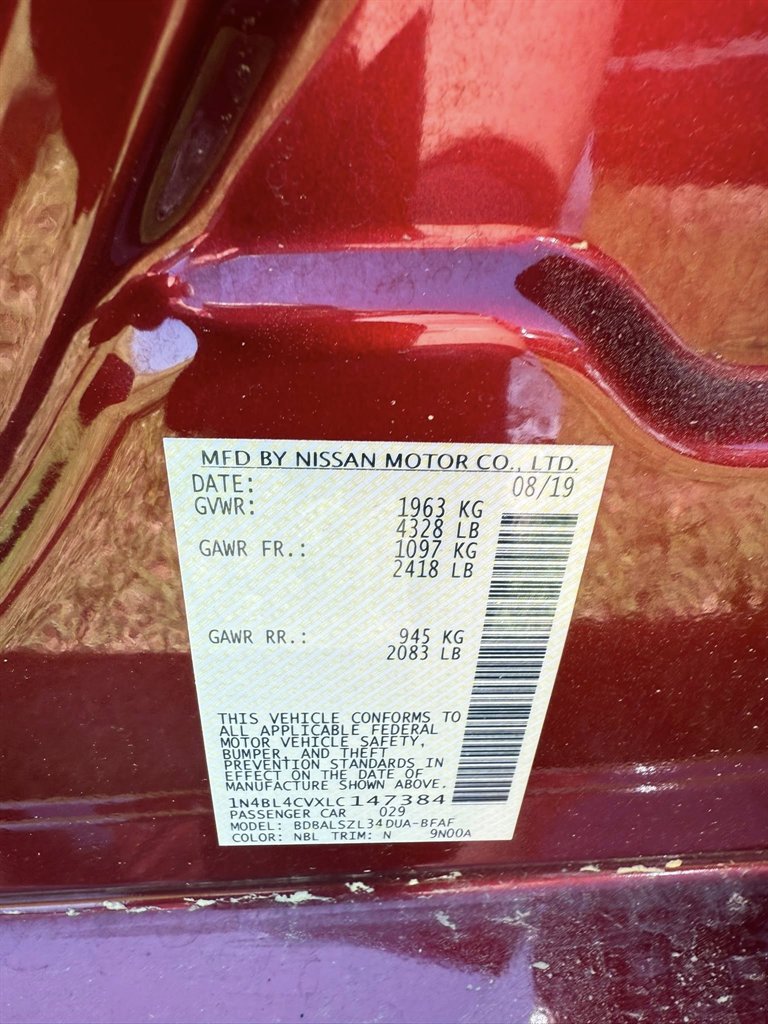 MFD BY NISSAN MOTOR CO., LTD.
DATE: 08/19
GVWR: 1963 KG
4328 LB
GAWR FR.: 1097 KG
2418 LB
GAWR RR.: 945 KG
2083 LB
THIS VEHICLE CONFORMS TO
ALL APPLICABLE FEDERAL
MOTOR VEHICLE SAFETY,
BUMPER, AND THEFT
PREVENTION STANDARDS IN
EFFECT ON THE DATE OF
MANUFACTURE SHOWN ABOVE.
1N4BL4CVXLC147384
PASSENGER CAR 029
MODEL: BDBALSZL34DUA-BFAF
COLOR: NBL TRIM: N 9N00A